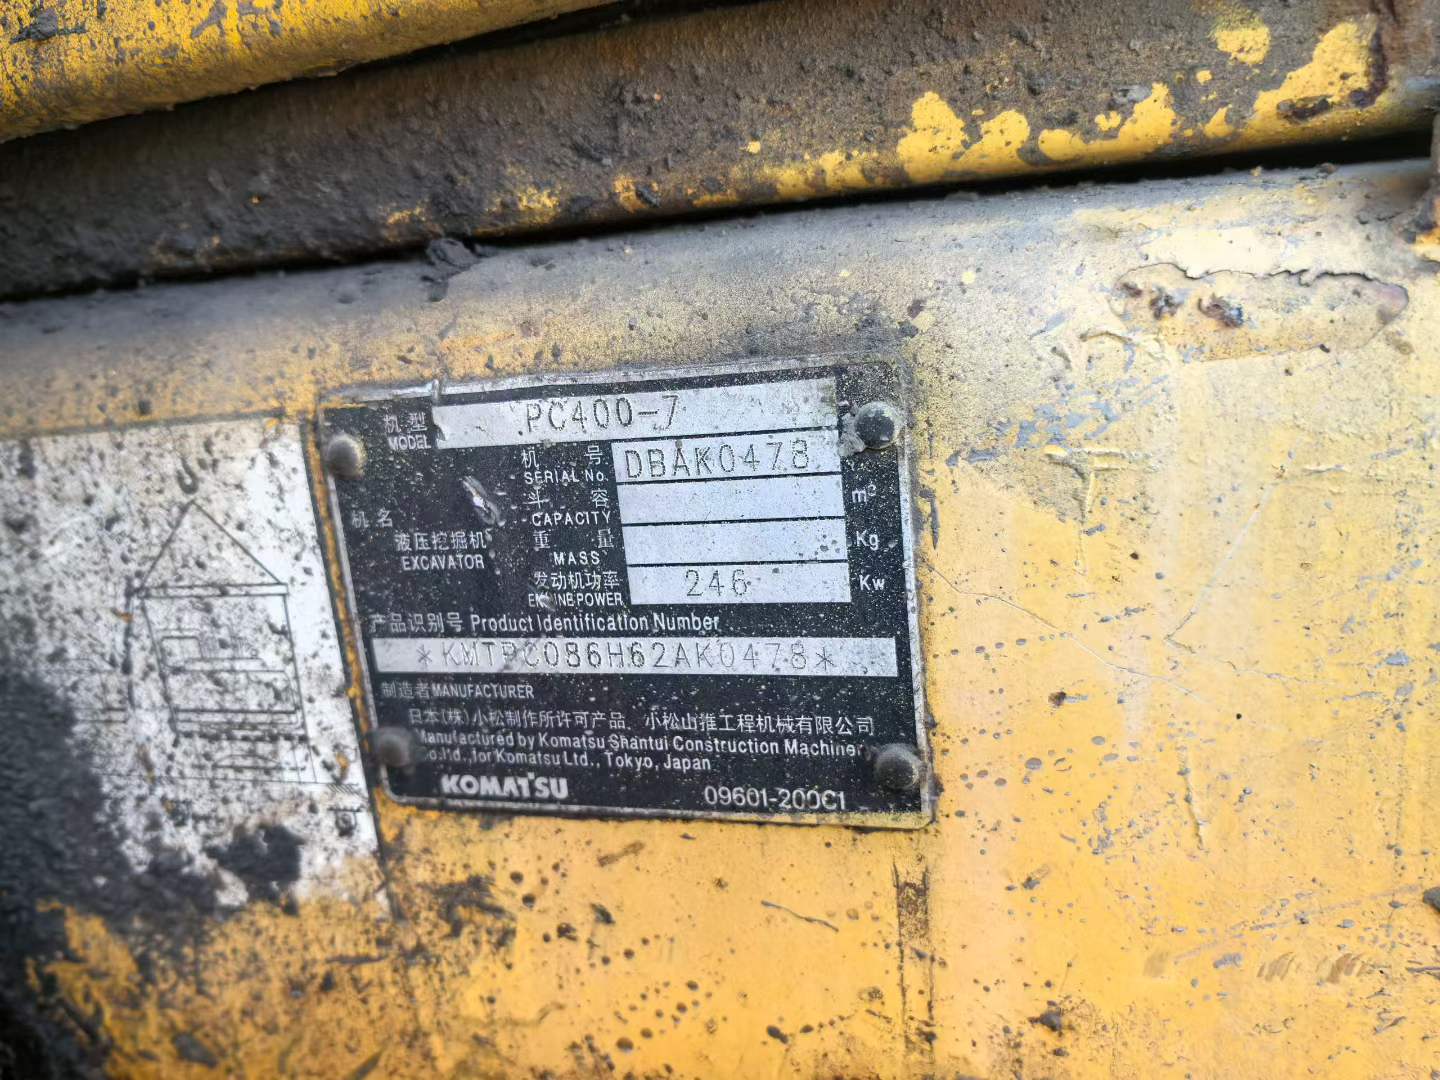 机型 MODEL PC400-7
机号 SERIAL No. DBAK0478
斗容 CAPACITY m³
机名 液压挖掘机 EXCAVATOR
重量 MASS Kg
发动机功率 ENGINE POWER 246 Kw
产品识别号 Product Identification Number
*KMTPC086H62AK0478*
制造者 MANUFACTURER
日本(株)小松制作所许可产品、小松山推工程机械有限公司
Manufactured by Komatsu Shantui Construction Machinery
Co.ltd.,for Komatsu Ltd., Tokyo, Japan
KOMATSU 09601-200C1